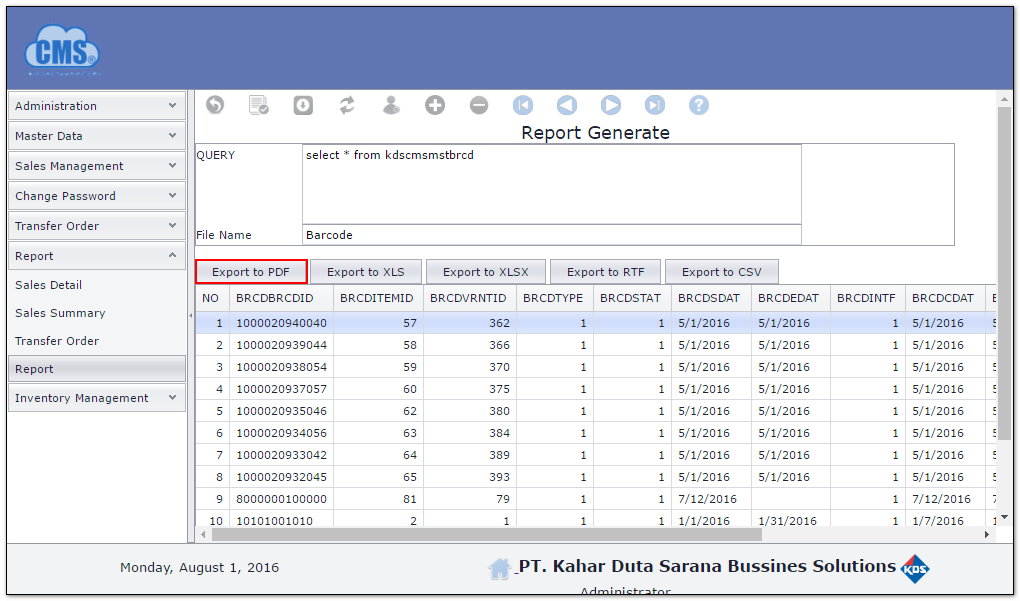 CMS®
Administration
Master Data
Sales Management
Change Password
Transfer Order
Report
Sales Detail
Sales Summary
Transfer Order
Report
Inventory Management
Report Generate
QUERY select * from kdscmsmstbrcd
File Name Barcode
Export to PDF Export to XLS Export to XLSX Export to RTF Export to CSV
NO BRCDBRCDID BRCDITEMID BRCDVRNTID BRCDTYPE BRCDSTAT BRCDSDAT BRCDEDAT BRCDINTF BRCDCDAT
1 1000020940040 57 362 1 1 5/1/2016 5/1/2016 1 5/1/2016
2 1000020939044 58 366 1 1 5/1/2016 5/1/2016 1 5/1/2016
3 1000020938054 59 370 1 1 5/1/2016 5/1/2016 1 5/1/2016
4 1000020937057 60 375 1 1 5/1/2016 5/1/2016 1 5/1/2016
5 1000020935046 62 380 1 1 5/1/2016 5/1/2016 1 5/1/2016
6 1000020934056 63 384 1 1 5/1/2016 5/1/2016 1 5/1/2016
7 1000020933042 64 389 1 1 5/1/2016 5/1/2016 1 5/1/2016
8 1000020932045 65 393 1 1 5/1/2016 5/1/2016 1 5/1/2016
9 8000000100000 81 79 1 1 7/12/2016 1 7/12/2016
10 10101001010 2 1 1 1 1/1/2016 1/31/2016 1 1/7/2016
Monday, August 1, 2016
PT. Kahar Duta Sarana Bussines Solutions KDS
Administrator